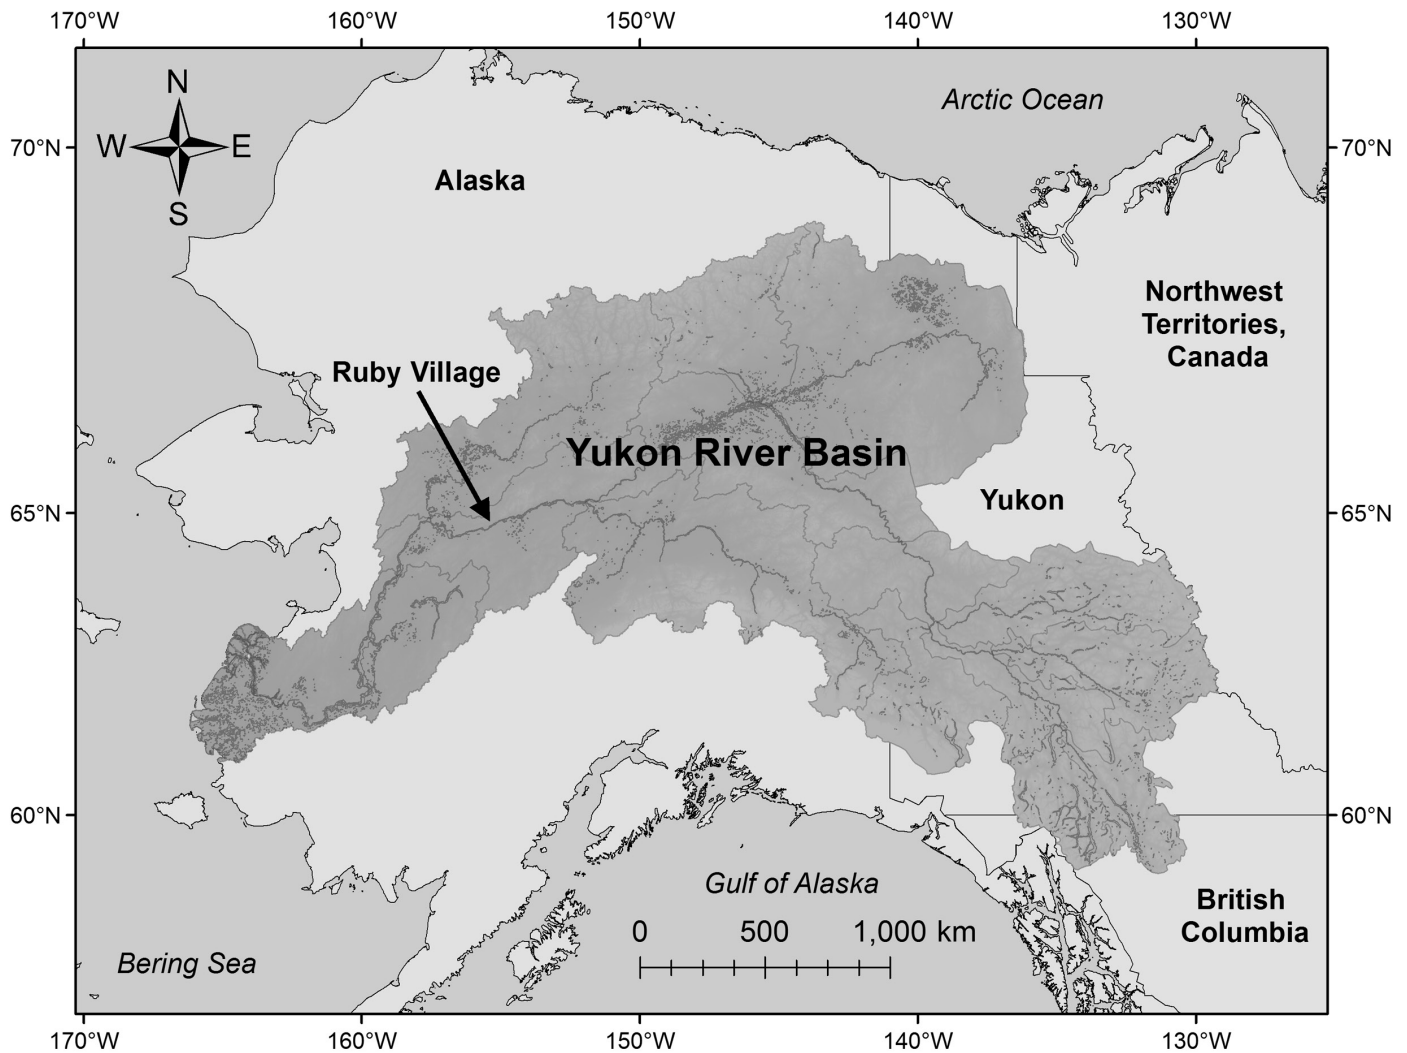 170°W 160°W 150°W 140°W 130°W
N
W E
S
Arctic Ocean
70°N 70°N
Alaska
Northwest
Territories,
Canada
Ruby Village
Yukon River Basin
Yukon
65°N 65°N
60°N 60°N
Gulf of Alaska
British
Columbia
0 500 1,000 km
Bering Sea
170°W 160°W 150°W 140°W 130°W